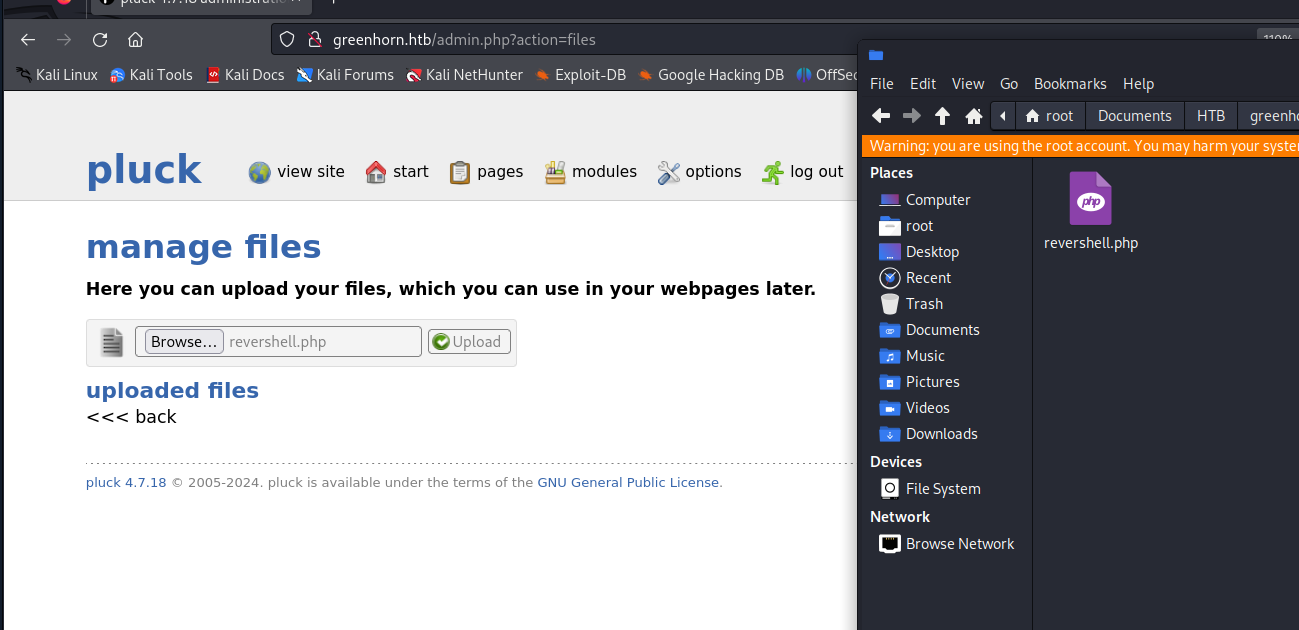 pluck 4.7.18 administratio
greenhorn.htb/admin.php?action=files
110%
Kali Linux Kali Tools Kali Docs Kali Forums Kali NetHunter Exploit-DB Google Hacking DB OffSec
pluck
view site start pages modules options log out
manage files
Here you can upload your files, which you can use in your webpages later.
Browse... revershell.php Upload
uploaded files
<<< back
pluck 4.7.18 © 2005-2024. pluck is available under the terms of the GNU General Public License.
File Edit View Go Bookmarks Help
root Documents HTB greenho
Warning: you are using the root account. You may harm your syste
Places
Computer
root
Desktop
Recent
Trash
Documents
Music
Pictures
Videos
Downloads
Devices
File System
Network
Browse Network
php
revershell.php